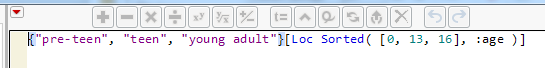 {"pre-teen", "teen", "young adult"}[Loc Sorted( [0, 13, 16], :age )]